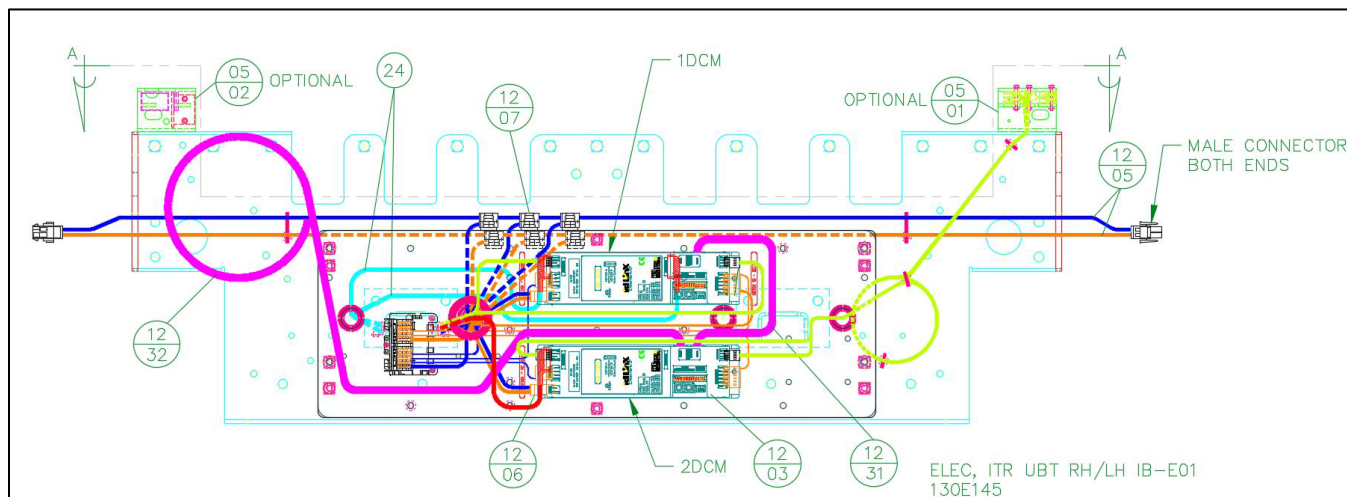 A
05
02
OPTIONAL
24
12
07
1DCM
OPTIONAL
05
01
A
12
05
MALE CONNECTOR
BOTH ENDS
12
32
12
06
2DCM
12
03
12
31
ELEC, ITR UBT RH/LH IB-E01
130E145